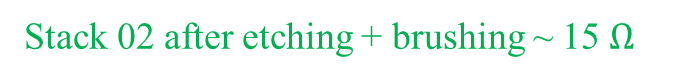 Stack 02 after etching + brushing ~ 15 Ω